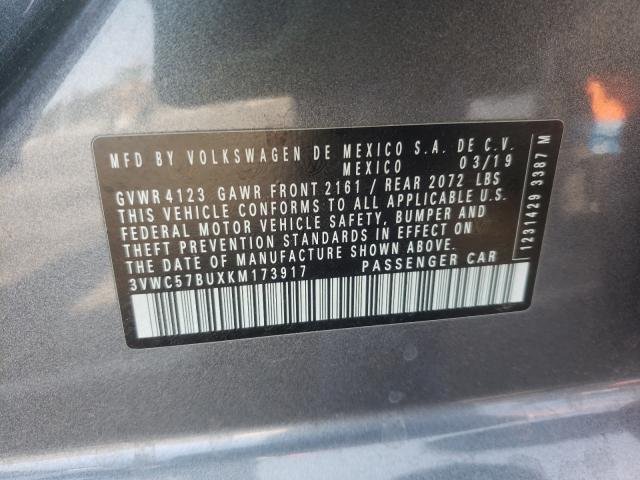 MFD BY VOLKSWAGEN DE MEXICO S.A. DE C.V.
MEXICO 03/19
GVWR 4123 GAWR FRONT 2161 / REAR 2072 LBS
THIS VEHICLE CONFORMS TO ALL APPLICABLE U.S.
FEDERAL MOTOR VEHICLE SAFETY, BUMPER AND
THEFT PREVENTION STANDARDS IN EFFECT ON
THE DATE OF MANUFACTURE SHOWN ABOVE.
3VWC57BUXKM173917 PASSENGER CAR
1231429 3387 M